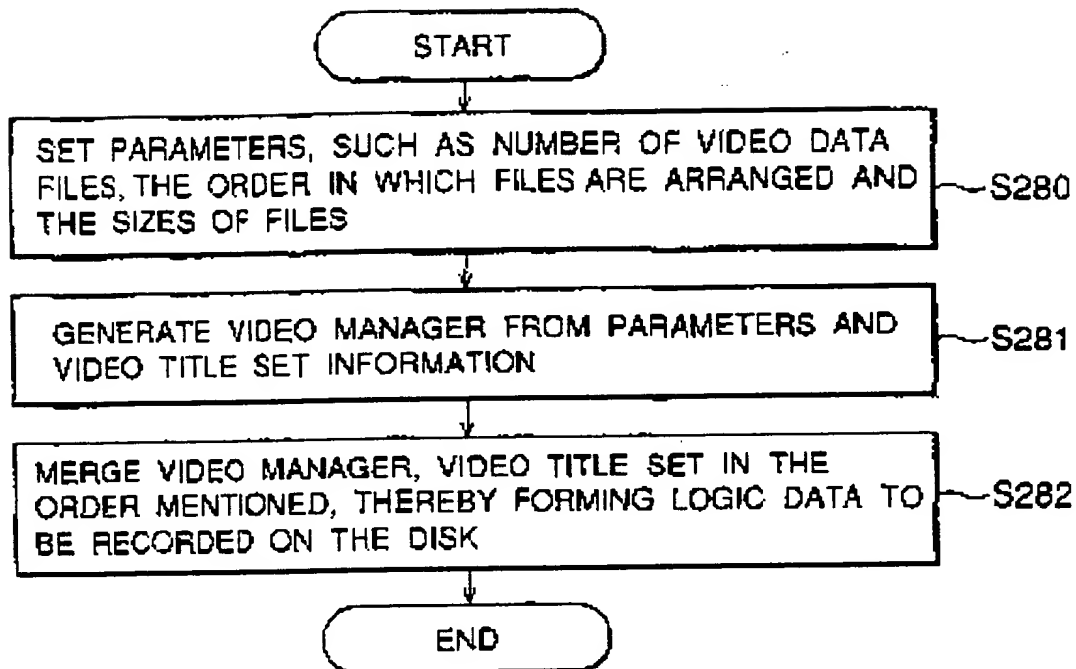 START
SET PARAMETERS, SUCH AS NUMBER OF VIDEO DATA
FILES, THE ORDER IN WHICH FILES ARE ARRANGED AND
THE SIZES OF FILES
S280
GENERATE VIDEO MANAGER FROM PARAMETERS AND
VIDEO TITLE SET INFORMATION
S281
MERGE VIDEO MANAGER, VIDEO TITLE SET IN THE
ORDER MENTIONED, THEREBY FORMING LOGIC DATA TO
BE RECORDED ON THE DISK
S282
END